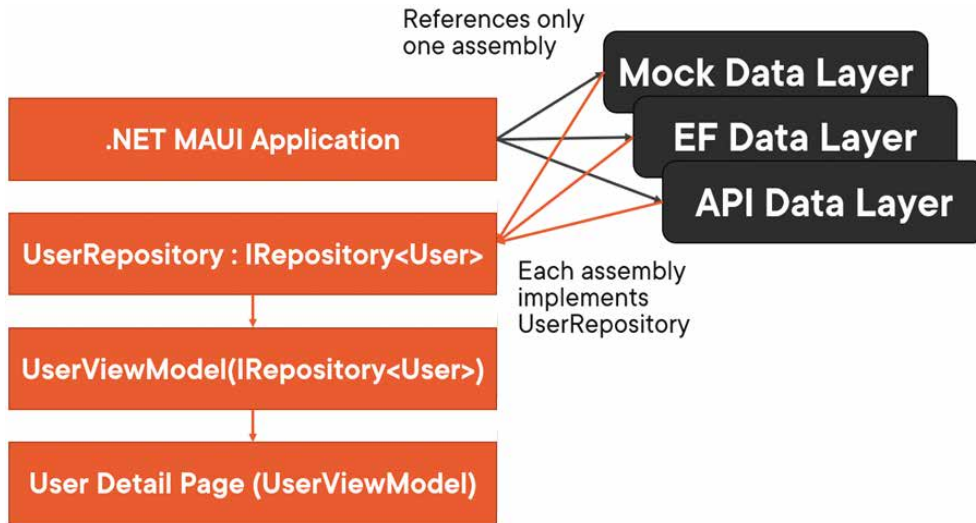 References only
one assembly
Mock Data Layer
.NET MAUI Application
EF Data Layer
API Data Layer
UserRepository : IRepository<User>
Each assembly
implements
UserRepository
UserViewModel(IRepository<User>)
User Detail Page (UserViewModel)